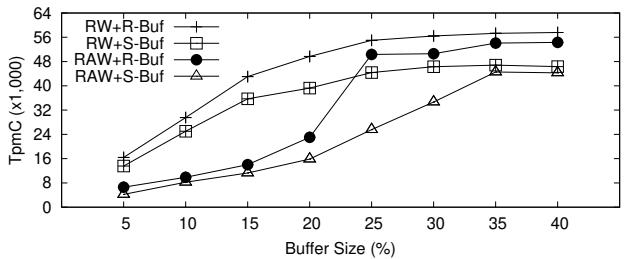 64
56
48
40
32
24
16
8
0
TpmC (x1,000)
RW+R-Buf
RW+S-Buf
RAW+R-Buf
RAW+S-Buf
5 10 15 20 25 30 35 40
Buffer Size (%)